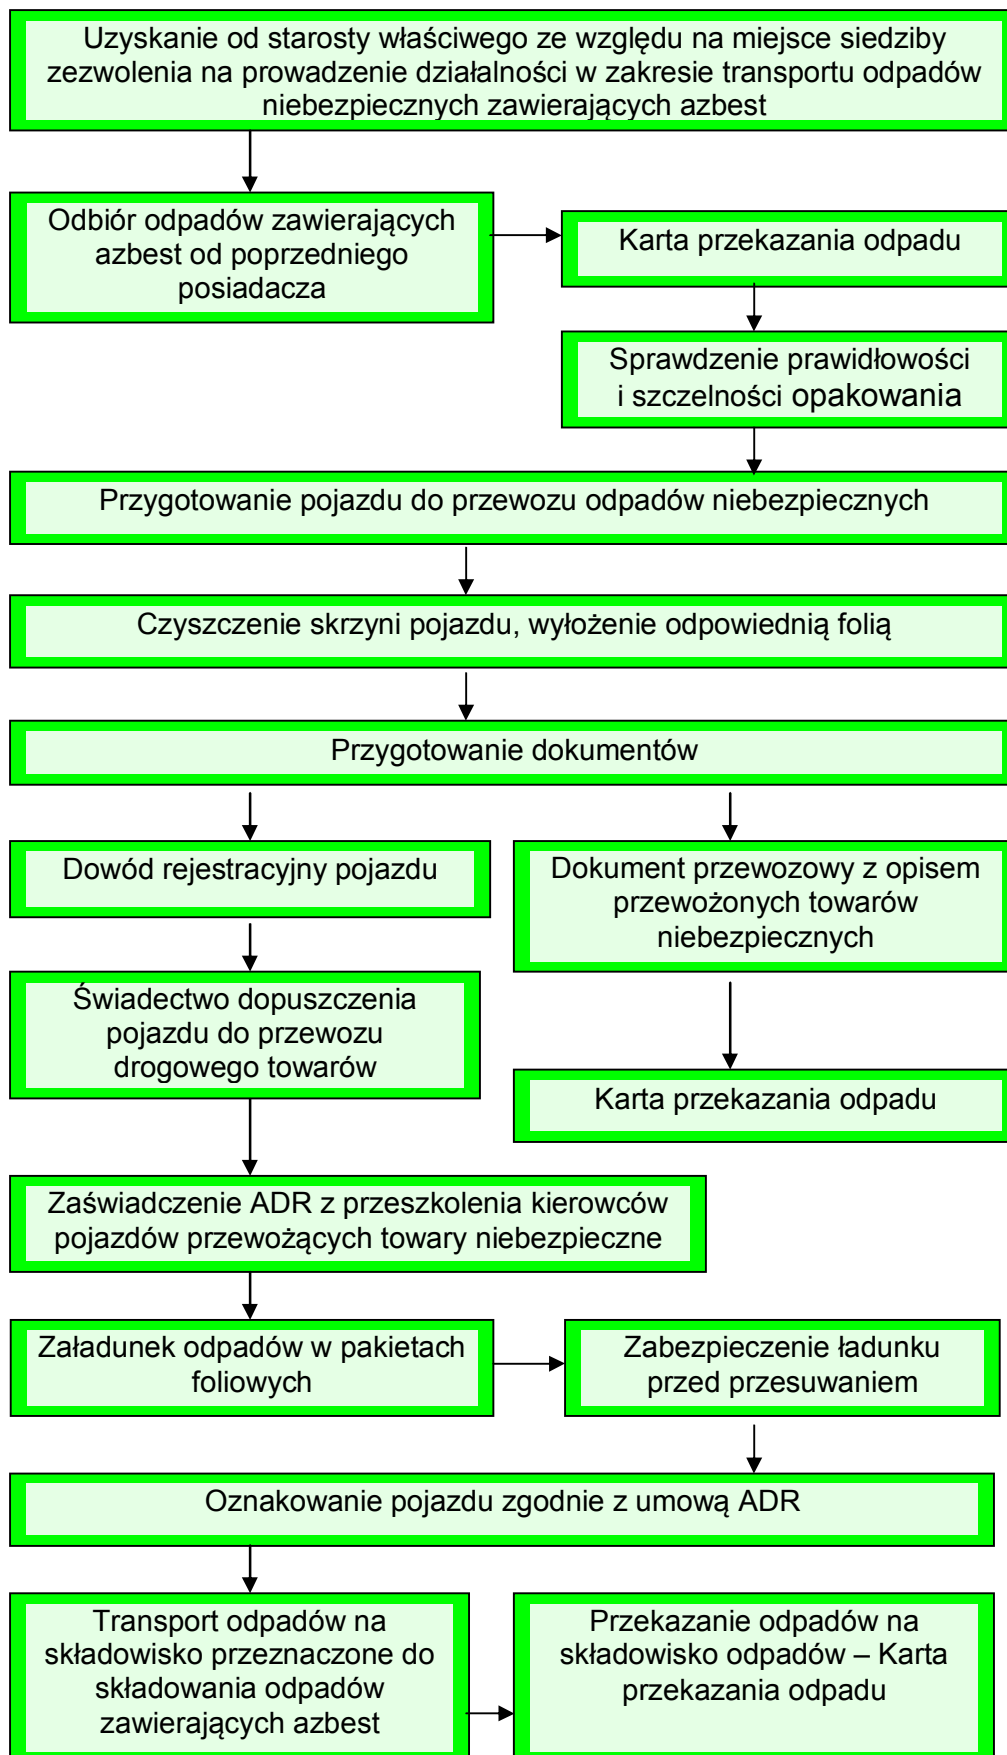 Uzyskanie od starosty właściwego ze względu na miejsce siedziby
zezwolenia na prowadzenie działalności w zakresie transportu odpadów
niebezpiecznych zawierających azbest
Odbiór odpadów zawierających
azbest od poprzedniego
posiadacza
Karta przekazania odpadu
Sprawdzenie prawidłowości
i szczelności opakowania
Przygotowanie pojazdu do przewozu odpadów niebezpiecznych
Czyszczenie skrzyni pojazdu, wyłożenie odpowiednią folią
Przygotowanie dokumentów
Dowód rejestracyjny pojazdu
Dokument przewozowy z opisem
przewożonych towarów
niebezpiecznych
Świadectwo dopuszczenia
pojazdu do przewozu
drogowego towarów
Karta przekazania odpadu
Zaświadczenie ADR z przeszkolenia kierowców
pojazdów przewożących towary niebezpieczne
Załadunek odpadów w pakietach
foliowych
Zabezpieczenie ładunku
przed przesuwaniem
Oznakowanie pojazdu zgodnie z umową ADR
Transport odpadów na
składowisko przeznaczone do
składowania odpadów
zawierających azbest
Przekazanie odpadów na
składowisko odpadów – Karta
przekazania odpadu